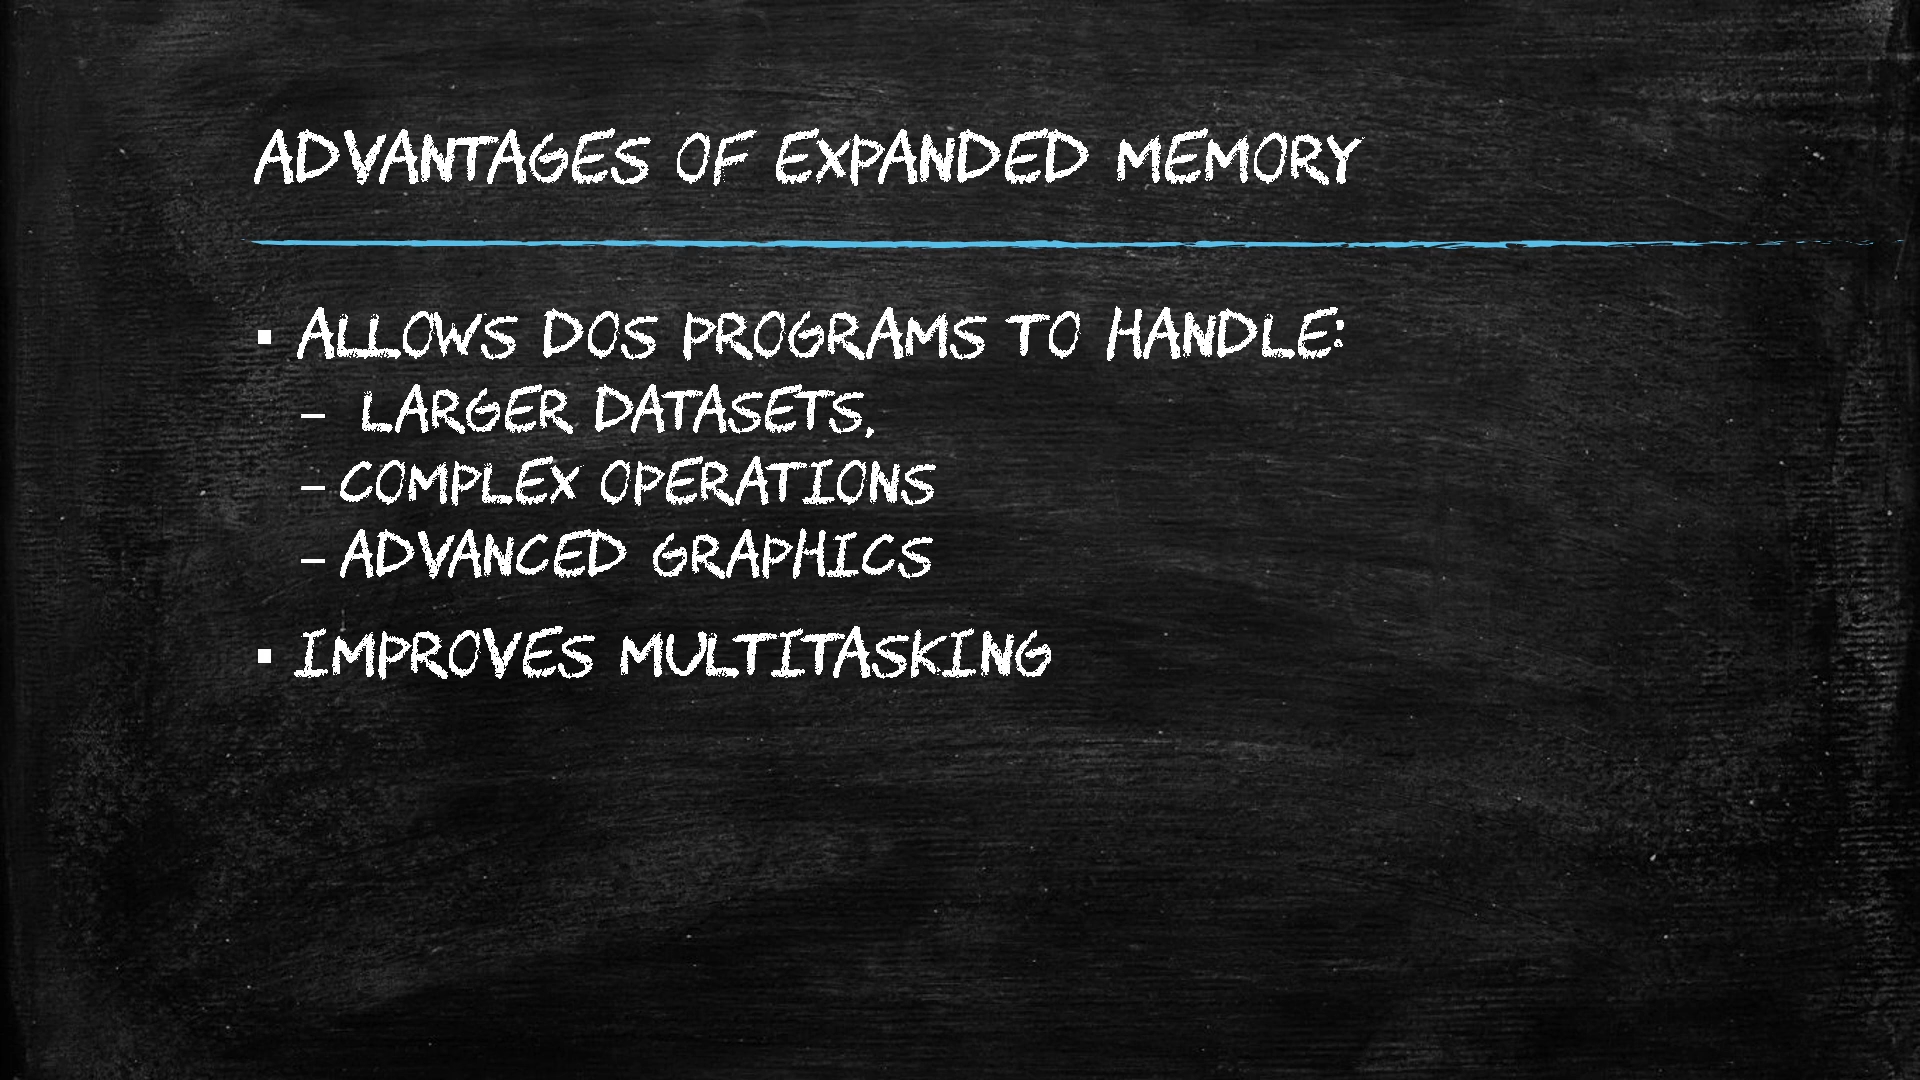 ADVANTAGES OF EXPANDED MEMORY
▪ ALLOWS DOS PROGRAMS TO HANDLE:
– LARGER DATASETS,
– COMPLEX OPERATIONS
– ADVANCED GRAPHICS
▪ IMPROVES MULTITASKING